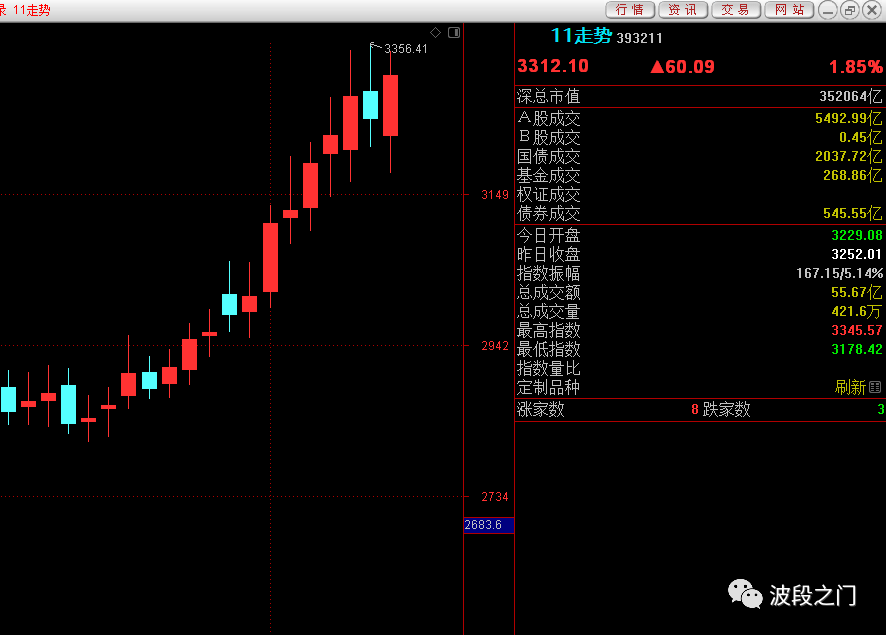 录 11走势
行情 资讯 交易 网站
3356.41
3149
2942
2734
2683.6
11走势 393211
3312.10 ▲60.09 1.85%
深总市值 352064亿
A股成交 5492.99亿
B股成交 0.45亿
国债成交 2037.72亿
基金成交 268.86亿
权证成交
债券成交 545.55亿
今日开盘 3229.08
昨日收盘 3252.01
指数振幅 167.15/5.14%
总成交额 55.67亿
总成交量 421.6万
最高指数 3345.57
最低指数 3178.42
指数量比
定制品种 刷新
涨家数 8 跌家数 3
波段之门